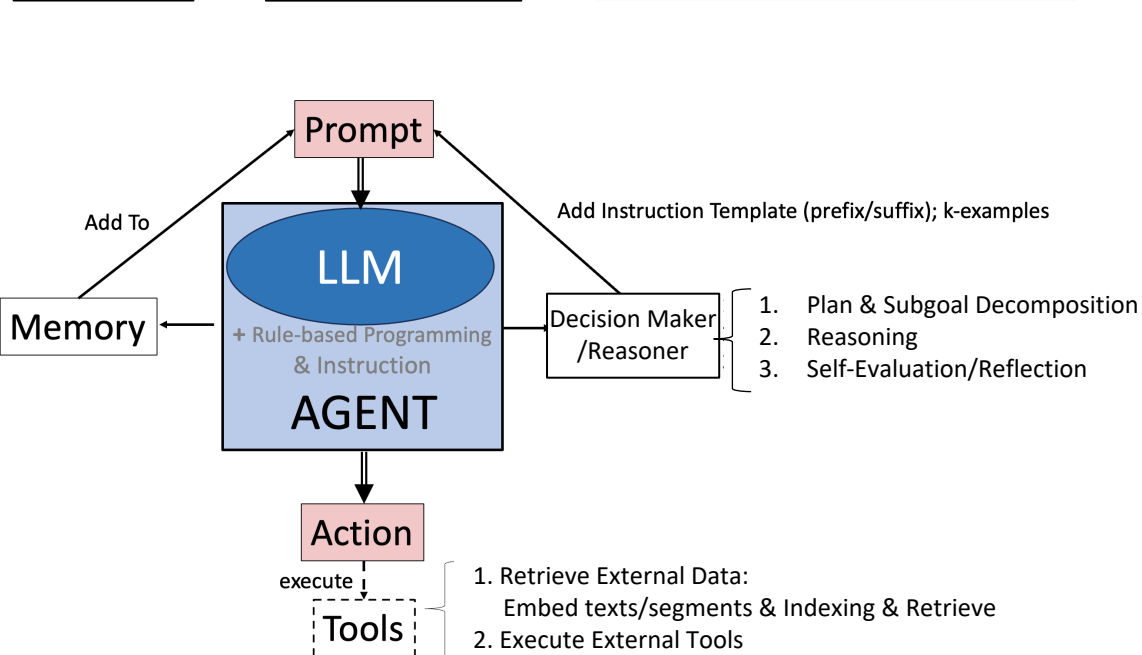 Prompt
Add To
Add Instruction Template (prefix/suffix); k-examples
LLM
Memory
+ Rule-based Programming
& Instruction
AGENT
Decision Maker
/Reasoner
1. Plan & Subgoal Decomposition
2. Reasoning
3. Self-Evaluation/Reflection
Action
execute
Tools
1. Retrieve External Data:
Embed texts/segments & Indexing & Retrieve
2. Execute External Tools